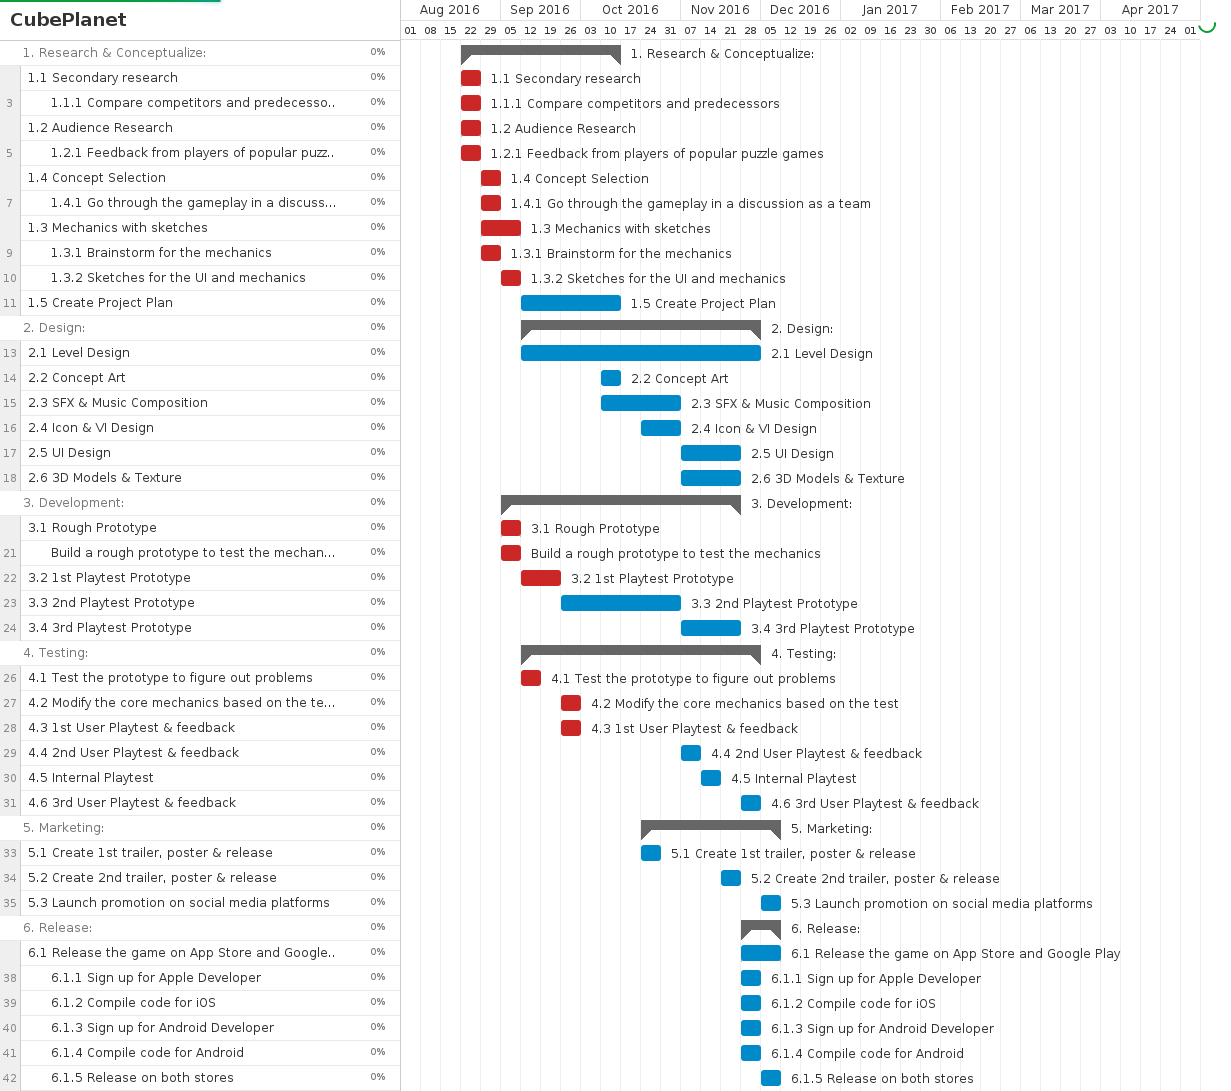 CubePlanet
Aug 2016 Sep 2016 Oct 2016 Nov 2016 Dec 2016 Jan 2017 Feb 2017 Mar 2017 Apr 2017
01 08 15 22 29 05 12 19 26 03 10 17 24 31 07 14 21 28 05 12 19 26 02 09 16 23 30 06 13 20 27 06 13 20 27 03 10 17 24 01
1. Research & Conceptualize: 0% 1. Research & Conceptualize:
1.1 Secondary research 0% 1.1 Secondary research
3 1.1.1 Compare competitors and predecesso.. 0% 1.1.1 Compare competitors and predecessors
1.2 Audience Research 0% 1.2 Audience Research
5 1.2.1 Feedback from players of popular puzz.. 0% 1.2.1 Feedback from players of popular puzzle games
1.4 Concept Selection 0% 1.4 Concept Selection
7 1.4.1 Go through the gameplay in a discuss... 0% 1.4.1 Go through the gameplay in a discussion as a team
1.3 Mechanics with sketches 0% 1.3 Mechanics with sketches
9 1.3.1 Brainstorm for the mechanics 0% 1.3.1 Brainstorm for the mechanics
10 1.3.2 Sketches for the UI and mechanics 0% 1.3.2 Sketches for the UI and mechanics
11 1.5 Create Project Plan 0% 1.5 Create Project Plan
2. Design: 0% 2. Design:
13 2.1 Level Design 0% 2.1 Level Design
14 2.2 Concept Art 0% 2.2 Concept Art
15 2.3 SFX & Music Composition 0% 2.3 SFX & Music Composition
16 2.4 Icon & VI Design 0% 2.4 Icon & VI Design
17 2.5 UI Design 0% 2.5 UI Design
18 2.6 3D Models & Texture 0% 2.6 3D Models & Texture
3. Development: 0% 3. Development:
3.1 Rough Prototype 0% 3.1 Rough Prototype
21 Build a rough prototype to test the mechan... 0% Build a rough prototype to test the mechanics
22 3.2 1st Playtest Prototype 0% 3.2 1st Playtest Prototype
23 3.3 2nd Playtest Prototype 0% 3.3 2nd Playtest Prototype
24 3.4 3rd Playtest Prototype 0% 3.4 3rd Playtest Prototype
4. Testing: 0% 4. Testing:
26 4.1 Test the prototype to figure out problems 0% 4.1 Test the prototype to figure out problems
27 4.2 Modify the core mechanics based on the te... 0% 4.2 Modify the core mechanics based on the test
28 4.3 1st User Playtest & feedback 0% 4.3 1st User Playtest & feedback
29 4.4 2nd User Playtest & feedback 0% 4.4 2nd User Playtest & feedback
30 4.5 Internal Playtest 0% 4.5 Internal Playtest
31 4.6 3rd User Playtest & feedback 0% 4.6 3rd User Playtest & feedback
5. Marketing: 0% 5. Marketing:
33 5.1 Create 1st trailer, poster & release 0% 5.1 Create 1st trailer, poster & release
34 5.2 Create 2nd trailer, poster & release 0% 5.2 Create 2nd trailer, poster & release
35 5.3 Launch promotion on social media platforms 0% 5.3 Launch promotion on social media platforms
6. Release: 0% 6. Release:
6.1 Release the game on App Store and Google.. 0% 6.1 Release the game on App Store and Google Play
38 6.1.1 Sign up for Apple Developer 0% 6.1.1 Sign up for Apple Developer
39 6.1.2 Compile code for iOS 0% 6.1.2 Compile code for iOS
40 6.1.3 Sign up for Android Developer 0% 6.1.3 Sign up for Android Developer
41 6.1.4 Compile code for Android 0% 6.1.4 Compile code for Android
42 6.1.5 Release on both stores 0% 6.1.5 Release on both stores